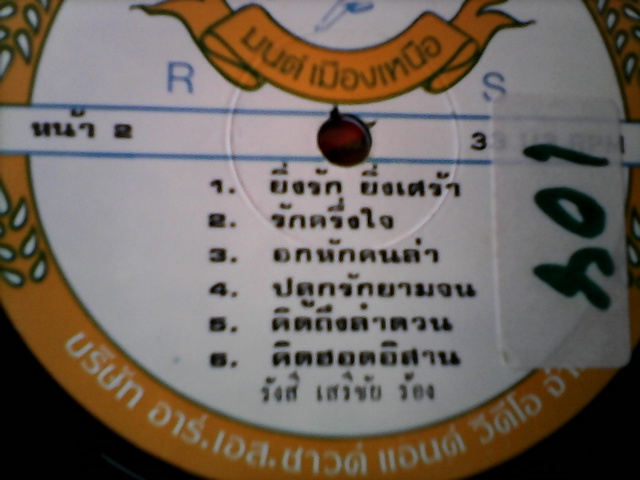 มนต์เมืองเหนือ
R S
หน้า 2
33 1/3 RPM
1. ยิ่งรัก ยิ่งเศร้า
2. รักครึ่งใจ
3. อกหักคนล่า
4. ปลูกรักยามจน
5. คิดถึงลำดวน
6. คิดฮอดอีสาน
รังสี เสรีชัย ร้อง
บริษัท อาร์.เอส.ซาวด์ แอนด์ วีดีโอ